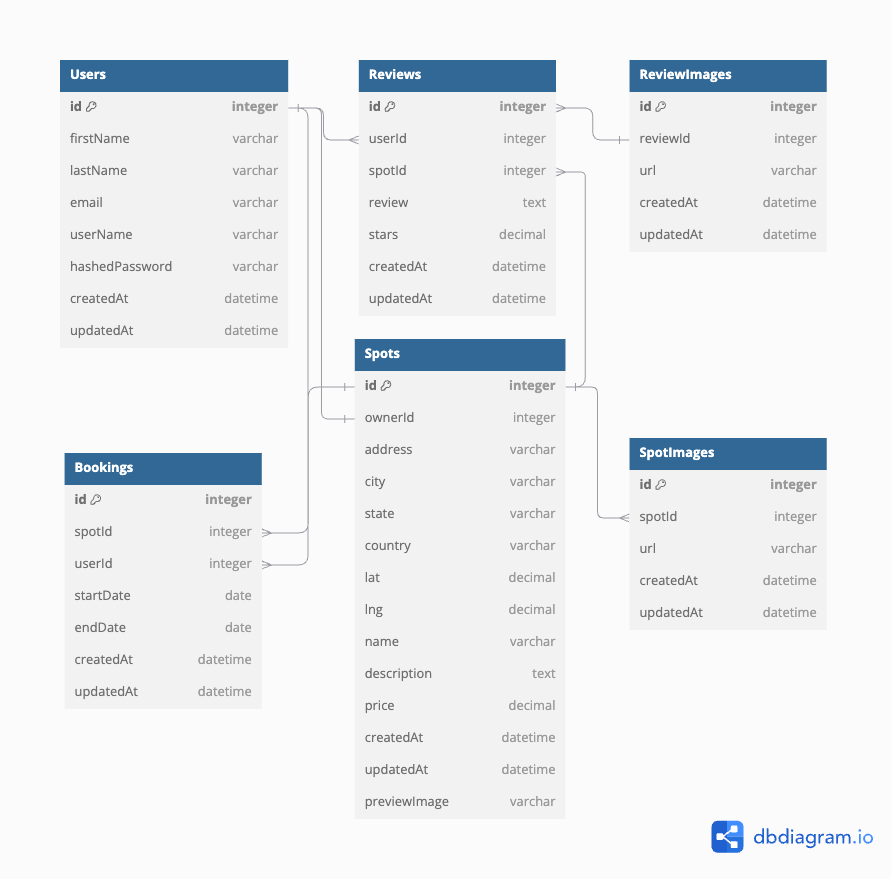 Users
id integer
firstName varchar
lastName varchar
email varchar
userName varchar
hashedPassword varchar
createdAt datetime
updatedAt datetime
Reviews
id integer
userId integer
spotId integer
review text
stars decimal
createdAt datetime
updatedAt datetime
ReviewImages
id integer
reviewId integer
url varchar
createdAt datetime
updatedAt datetime
Spots
id integer
ownerId integer
address varchar
city varchar
state varchar
country varchar
lat decimal
lng decimal
name varchar
description text
price decimal
createdAt datetime
updatedAt datetime
previewImage varchar
Bookings
id integer
spotId integer
userId integer
startDate date
endDate date
createdAt datetime
updatedAt datetime
SpotImages
id integer
spotId integer
url varchar
createdAt datetime
updatedAt datetime
dbdiagram.io